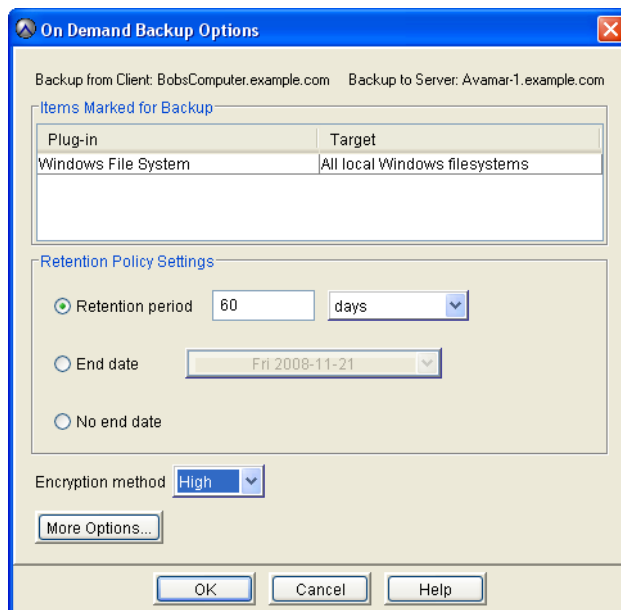 On Demand Backup Options
Backup from Client: BobsComputer.example.com Backup to Server: Avamar-1.example.com
Items Marked for Backup
Plug-in Target
Windows File System All local Windows filesystems
Retention Policy Settings
Retention period 60 days
End date Fri 2008-11-21
No end date
Encryption method High
More Options...
OK Cancel Help